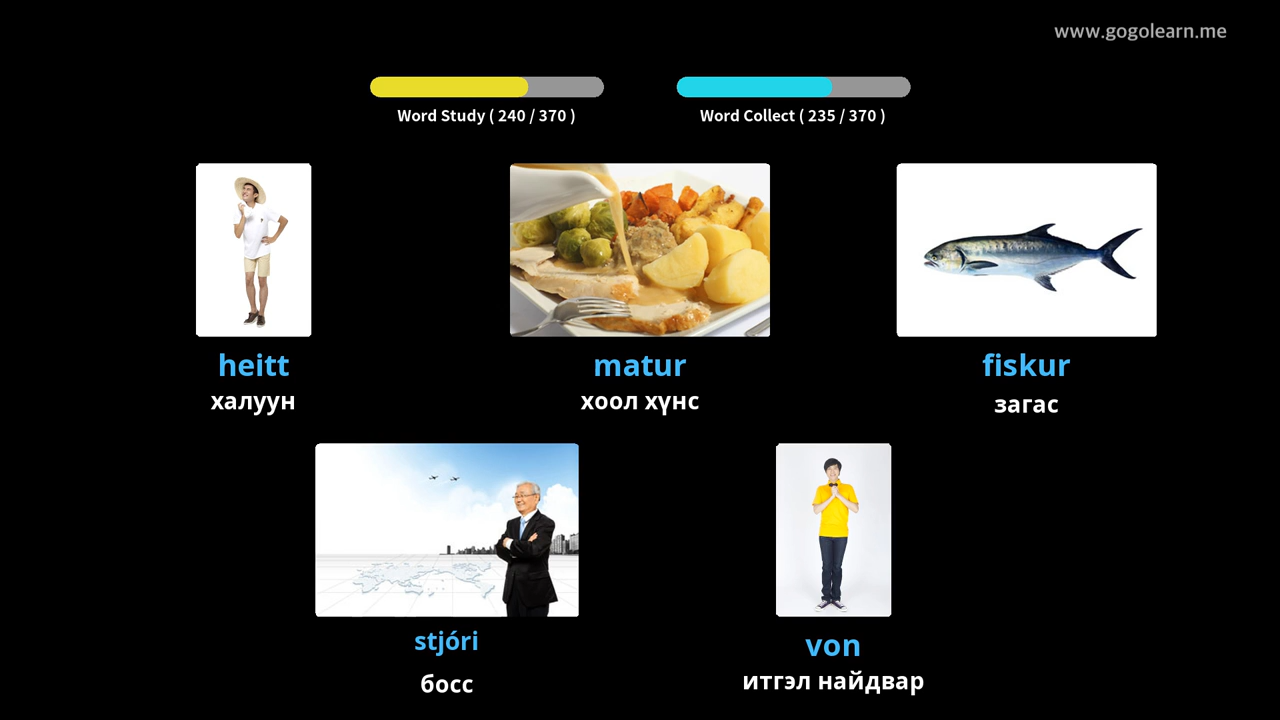 www.gogolearn.me
Word Study ( 240 / 370 )
Word Collect ( 235 / 370 )
heitt
халуун
matur
хоол хүнс
fiskur
загас
stjóri
босс
von
итгэл найдвар